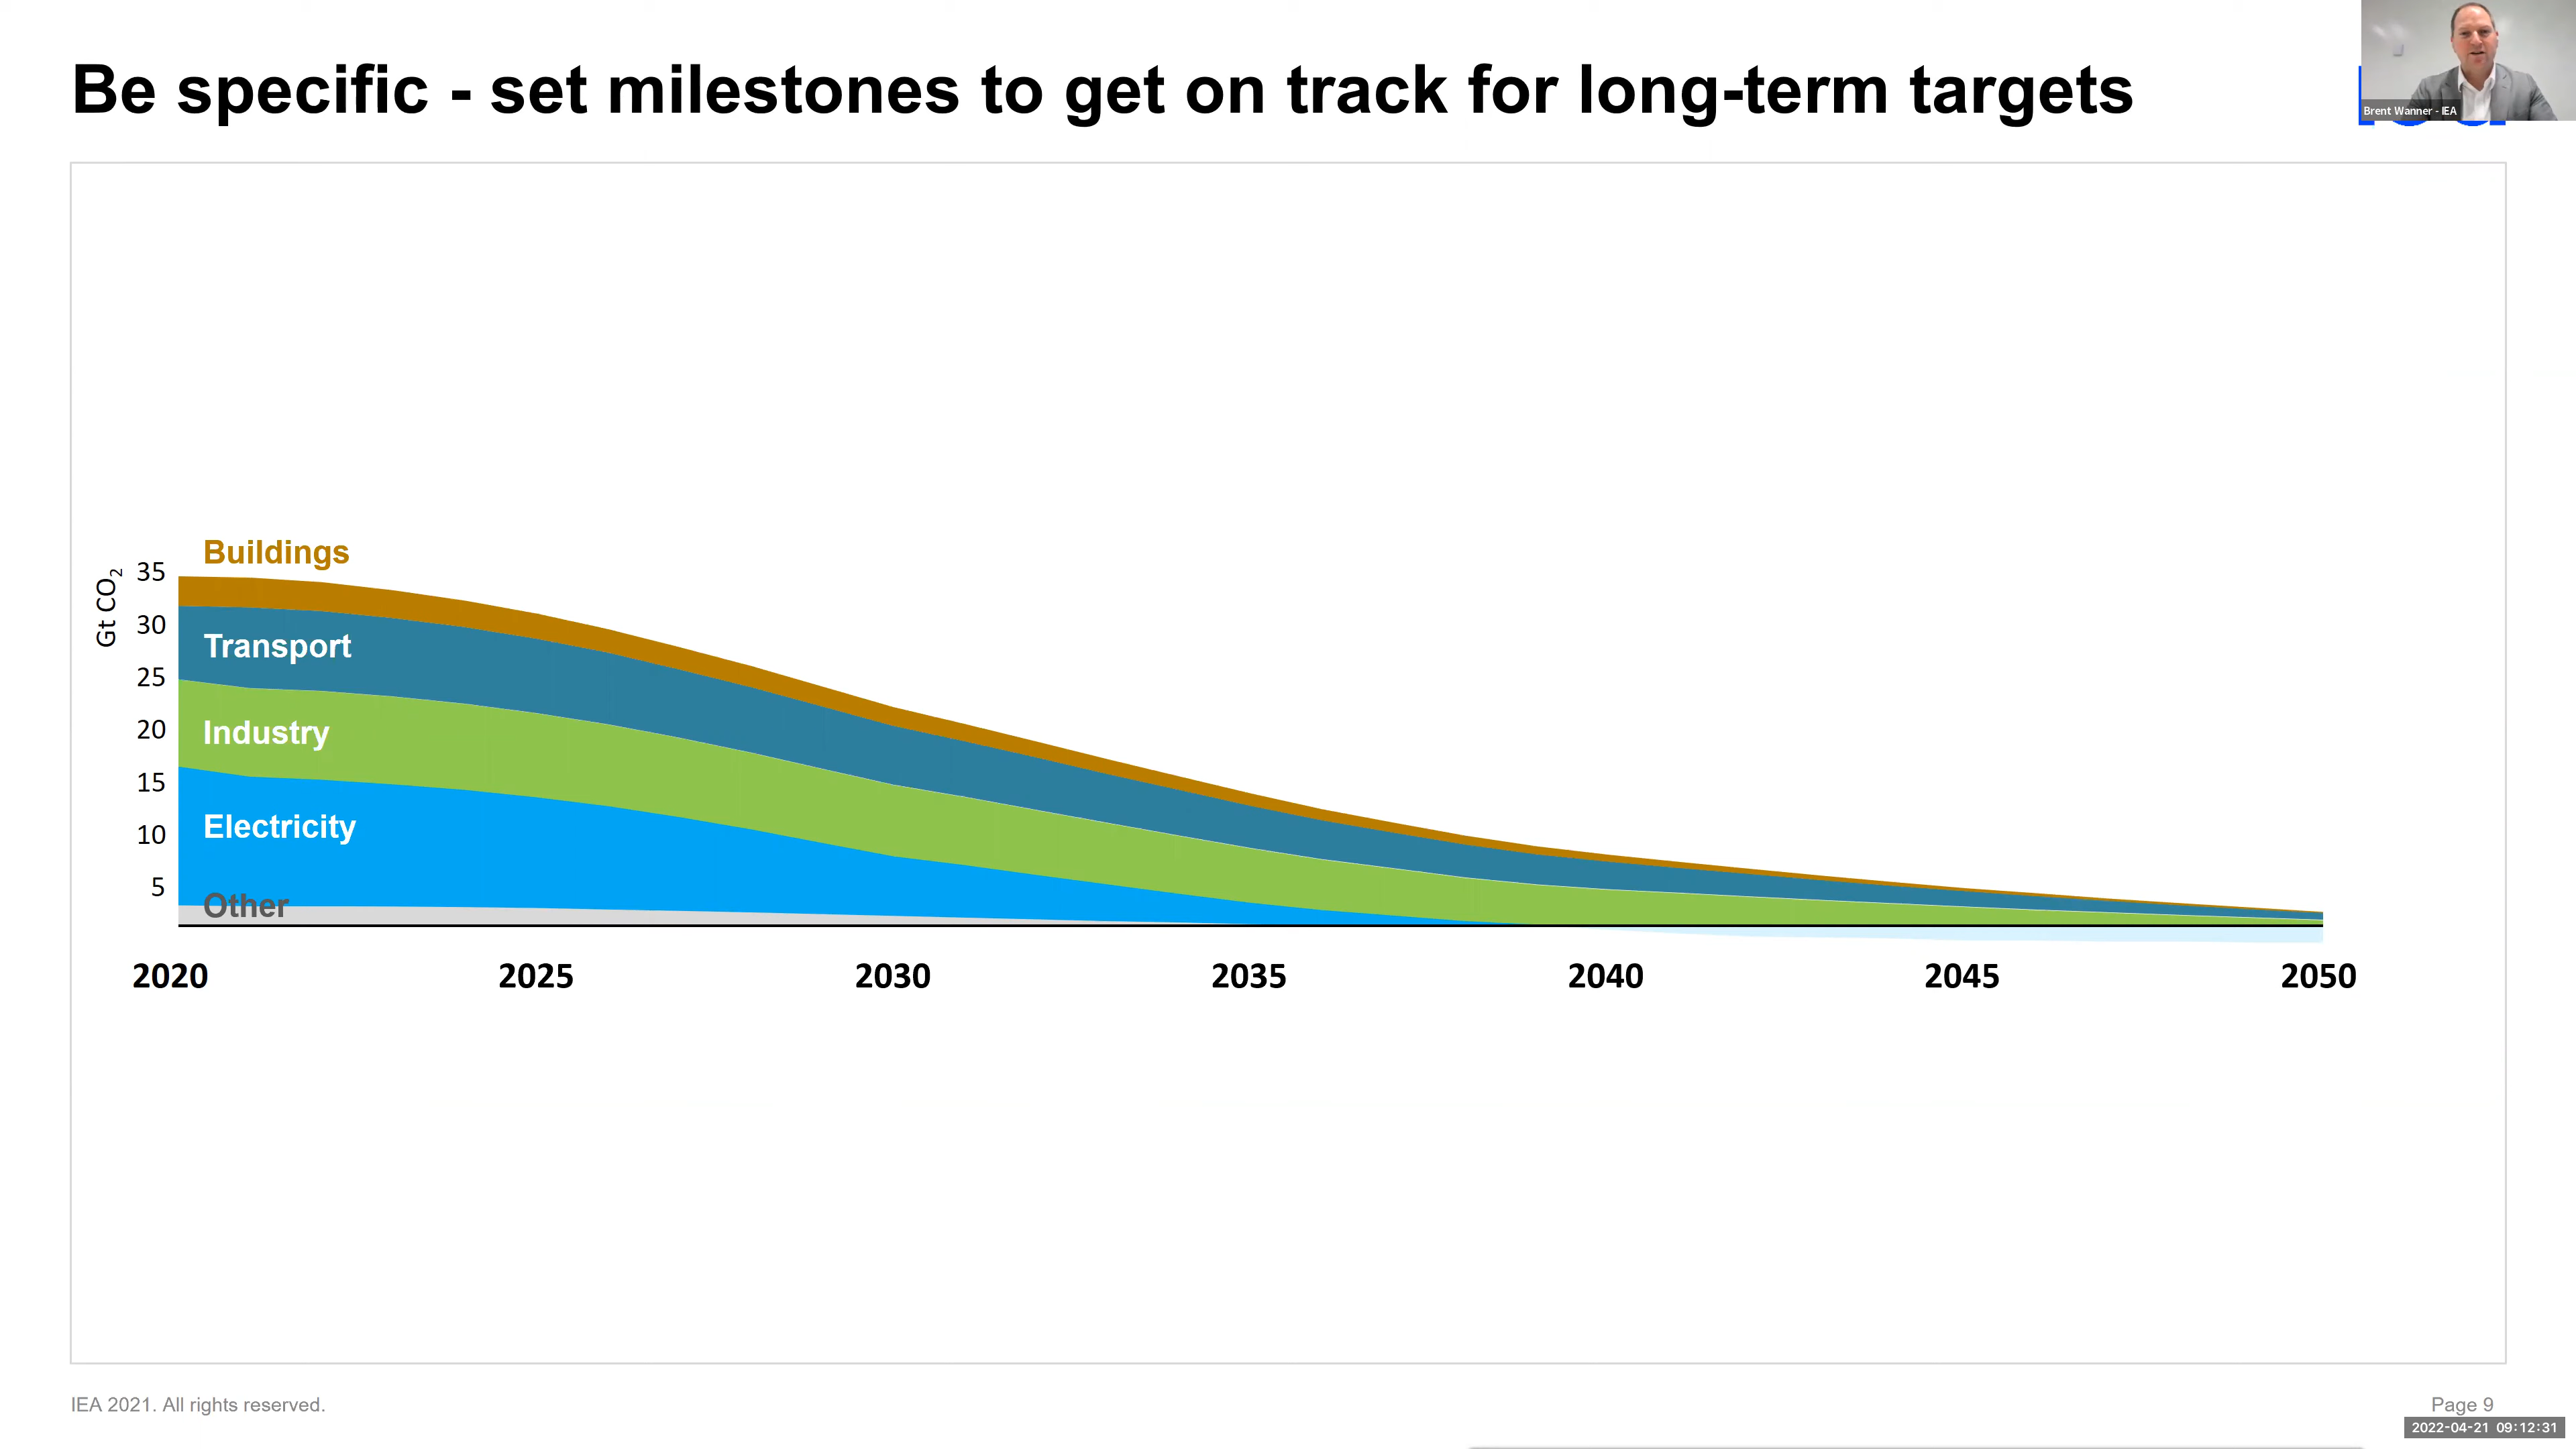 Be specific - set milestones to get on track for long-term targets
Brent Wanner - IEA
Buildings
Gt CO2
35
30
25
20
15
10
5
Transport
Industry
Electricity
Other
2020 2025 2030 2035 2040 2045 2050
IEA 2021. All rights reserved.
Page 9
2022-04-21 09:12:31